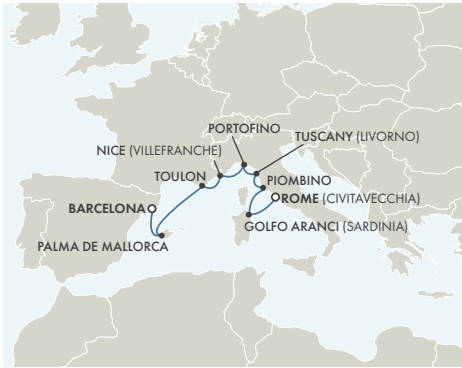 PORTOFINO
TUSCANY (LIVORNO)
NICE (VILLEFRANCHE)
TOULON
PIOMBINO
BARCELONA
ROME (CIVITAVECCHIA)
GOLFO ARANCI (SARDINIA)
PALMA DE MALLORCA